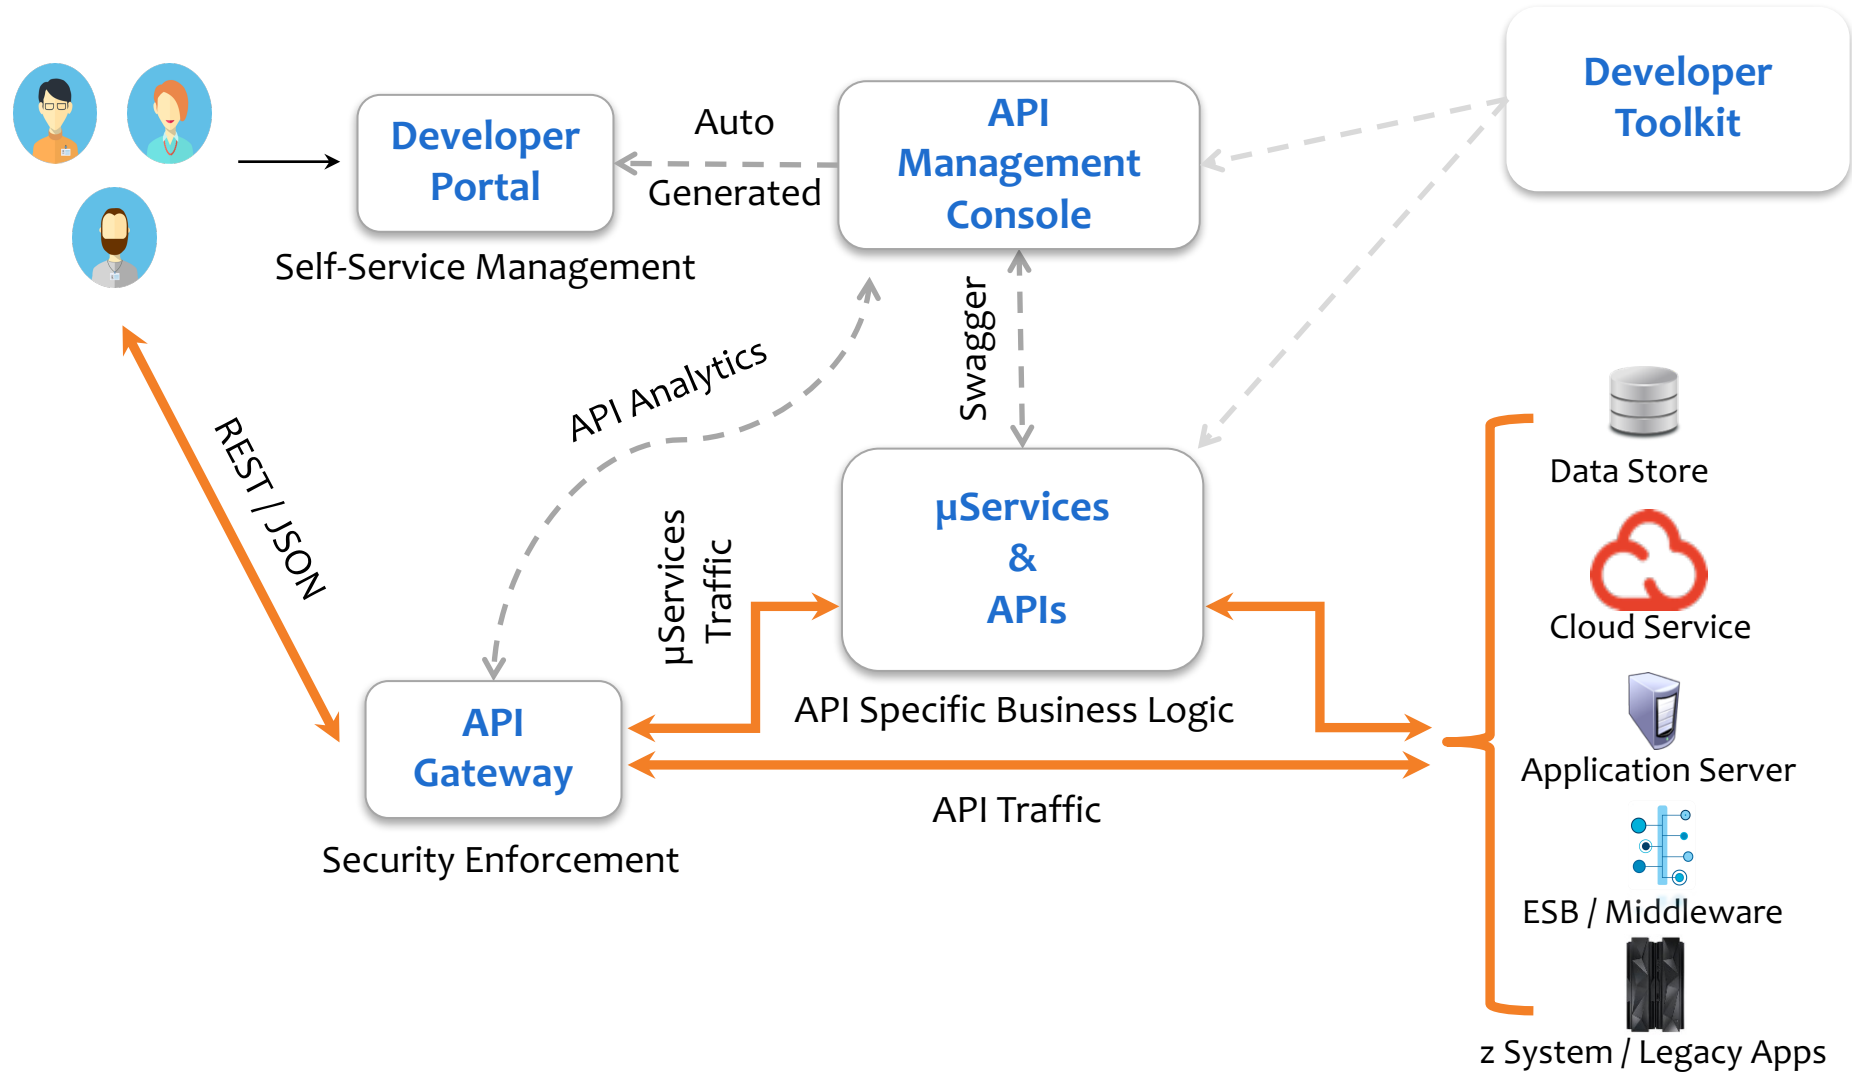 Developer
Toolkit
API
Management
Console
Auto
Generated
Developer
Portal
Self-Service Management
Swagger
API Analytics
REST / JSON
µServices
Traffic
µServices
&
APIs
API Specific Business Logic
API
Gateway
Security Enforcement
API Traffic
Data Store
Cloud Service
Application Server
ESB / Middleware
z System / Legacy Apps